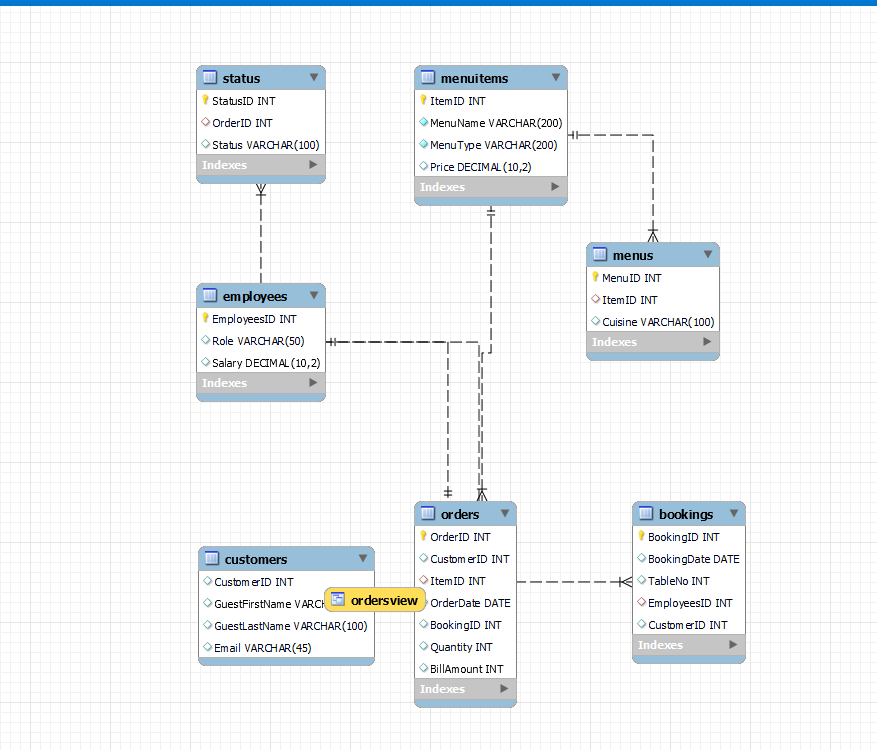 status
StatusID INT
OrderID INT
Status VARCHAR(100)
Indexes
menuitems
ItemID INT
MenuName VARCHAR(200)
MenuType VARCHAR(200)
Price DECIMAL(10,2)
Indexes
menus
MenuID INT
ItemID INT
Cuisine VARCHAR(100)
Indexes
employees
EmployeesID INT
Role VARCHAR(50)
Salary DECIMAL(10,2)
Indexes
customers
CustomerID INT
GuestFirstName VARCH
GuestLastName VARCHAR(100)
Email VARCHAR(45)
ordersview
orders
OrderID INT
CustomerID INT
ItemID INT
OrderDate DATE
BookingID INT
Quantity INT
BillAmount INT
Indexes
bookings
BookingID INT
BookingDate DATE
TableNo INT
EmployeesID INT
CustomerID INT
Indexes